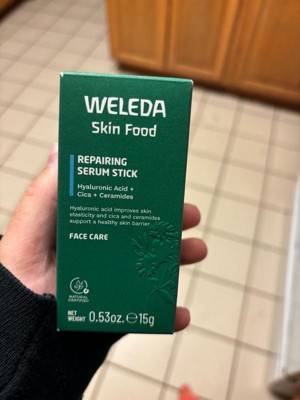 WELEDA
Skin Food
REPAIRING
SERUM STICK
Hyaluronic Acid +
Cica + Ceramides
Hyaluronic acid improves skin
elasticity and cica and ceramides
support a healthy skin barrier
FACE CARE
NATURAL
CERTIFIED
NET
WEIGHT 0.53oz. ℮ 15g